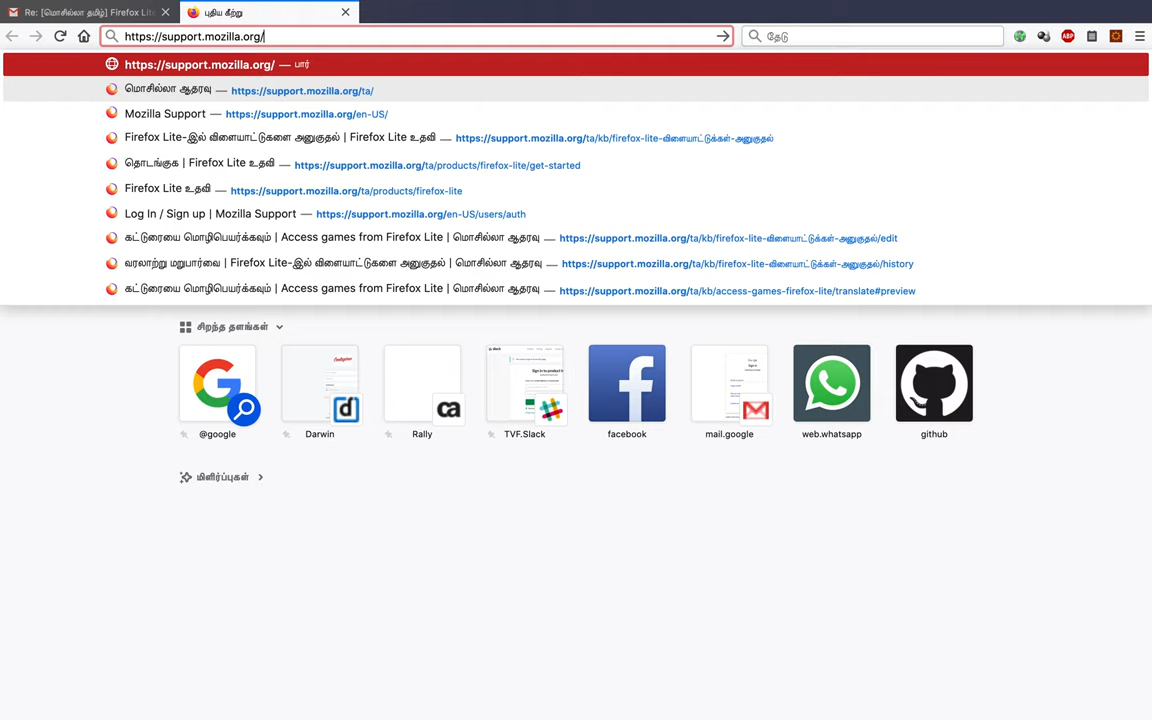 Re: [மொசில்லா தமிழ்] Firefox Lite
புதிய கீற்று
https://support.mozilla.org/
தேடு
ABP
https://support.mozilla.org/ — பார்
மொசில்லா ஆதரவு — https://support.mozilla.org/ta/
Mozilla Support — https://support.mozilla.org/en-US/
Firefox Lite-இல் விளையாட்டுகளை அனுகுதல் | Firefox Lite உதவி — https://support.mozilla.org/ta/kb/firefox-lite-விளையாட்டுக்கள்-அனுகுதல்
தொடங்குக | Firefox Lite உதவி — https://support.mozilla.org/ta/products/firefox-lite/get-started
Firefox Lite உதவி — https://support.mozilla.org/ta/products/firefox-lite
Log In / Sign up | Mozilla Support — https://support.mozilla.org/en-US/users/auth
கட்டுரையை மொழிபெயர்க்கவும் | Access games from Firefox Lite | மொசில்லா ஆதரவு — https://support.mozilla.org/ta/kb/firefox-lite-விளையாட்டுக்கள்-அனுகுதல்/edit
வரலாற்று மறுபார்வை | Firefox Lite-இல் விளையாட்டுகளை அனுகுதல் | மொசில்லா ஆதரவு — https://support.mozilla.org/ta/kb/firefox-lite-விளையாட்டுக்கள்-அனுகுதல்/history
கட்டுரையை மொழிபெயர்க்கவும் | Access games from Firefox Lite | மொசில்லா ஆதரவு — https://support.mozilla.org/ta/kb/access-games-firefox-lite/translate#preview
சிறந்த தளங்கள்
@google
Darwin
Rally
TVF.Slack
facebook
mail.google
web.whatsapp
github
மிளிர்ப்புகள்